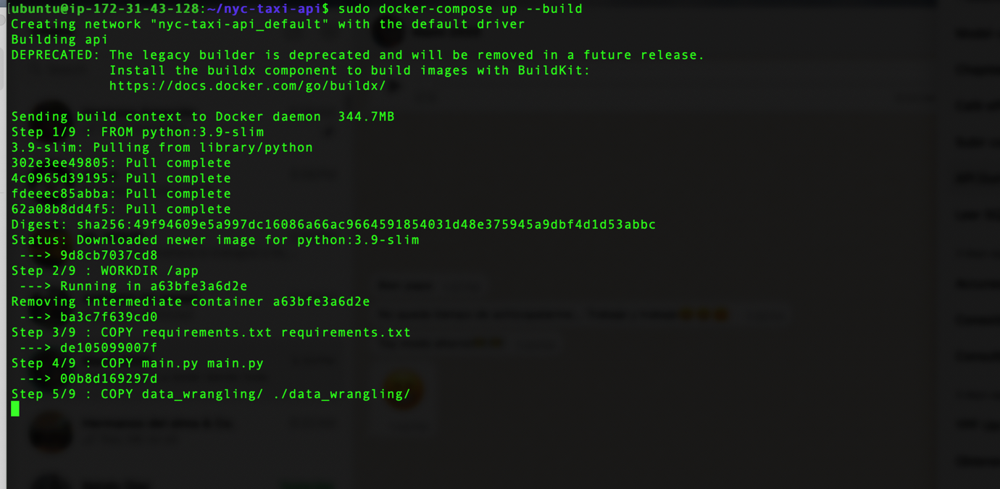 [ubuntu@ip-172-31-43-128:~/nyc-taxi-api$ sudo docker-compose up --build
Creating network "nyc-taxi-api_default" with the default driver
Building api
DEPRECATED: The legacy builder is deprecated and will be removed in a future release.
Install the buildx component to build images with BuildKit:
https://docs.docker.com/go/buildx/
Sending build context to Docker daemon  344.7MB
Step 1/9 : FROM python:3.9-slim
3.9-slim: Pulling from library/python
302e3ee49805: Pull complete
4c0965d39195: Pull complete
fdeeec85abba: Pull complete
62a08b8dd4f5: Pull complete
Digest: sha256:49f94609e5a997dc16086a66ac9664591854031d48e375945a9dbf4d1d53abbc
Status: Downloaded newer image for python:3.9-slim
---> 9d8cb7037cd8
Step 2/9 : WORKDIR /app
---> Running in a63bfe3a6d2e
Removing intermediate container a63bfe3a6d2e
---> ba3c7f639cd0
Step 3/9 : COPY requirements.txt requirements.txt
---> de105099007f
Step 4/9 : COPY main.py main.py
---> 00b8d169297d
Step 5/9 : COPY data_wrangling/ ./data_wrangling/